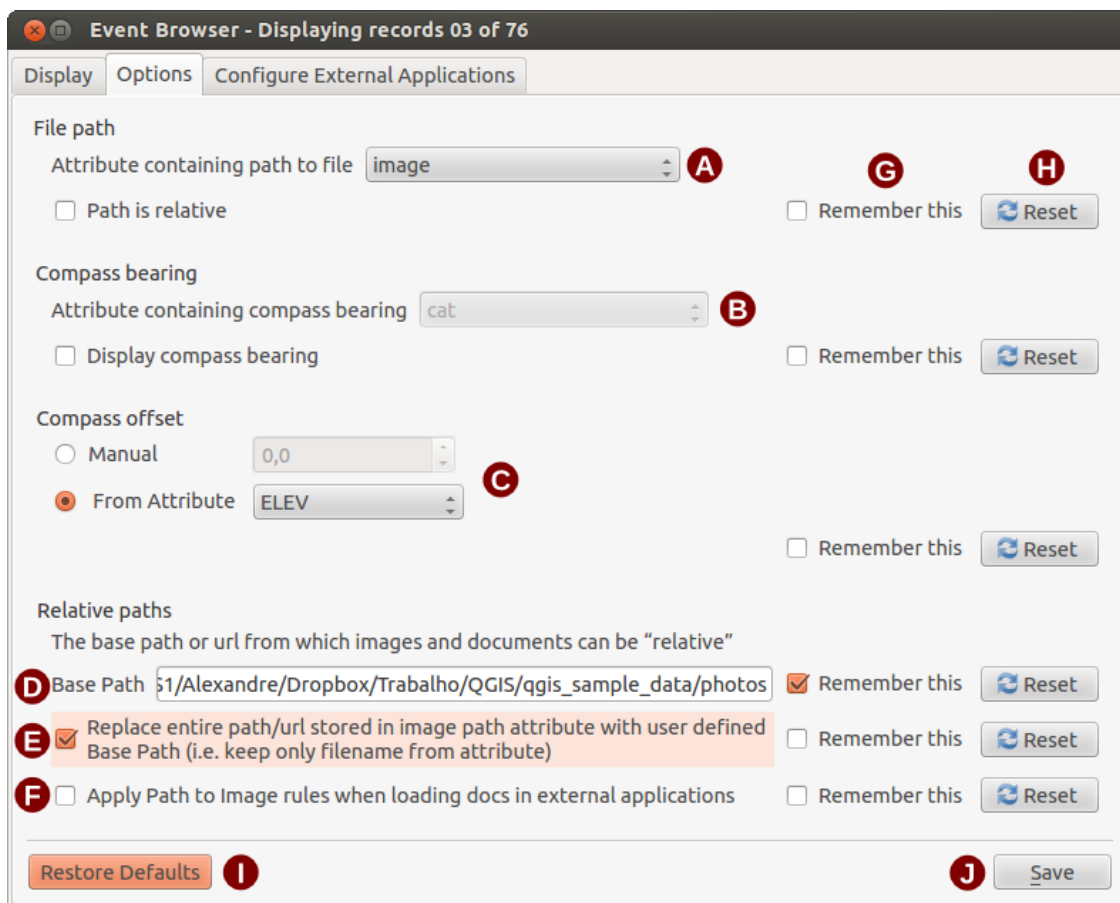 Event Browser - Displaying records 03 of 76
Display Options Configure External Applications
File path
Attribute containing path to file image A G H
Path is relative Remember this Reset
Compass bearing
Attribute containing compass bearing cat B
Display compass bearing Remember this Reset
Compass offset
Manual 0,0
C
From Attribute ELEV
Remember this Reset
Relative paths
The base path or url from which images and documents can be “relative”
D Base Path S1/Alexandre/Dropbox/Trabalho/QGIS/qgis_sample_data/photos Remember this Reset
E Replace entire path/url stored in image path attribute with user defined
Base Path (i.e. keep only filename from attribute) Remember this Reset
F Apply Path to Image rules when loading docs in external applications Remember this Reset
Restore Defaults I J Save